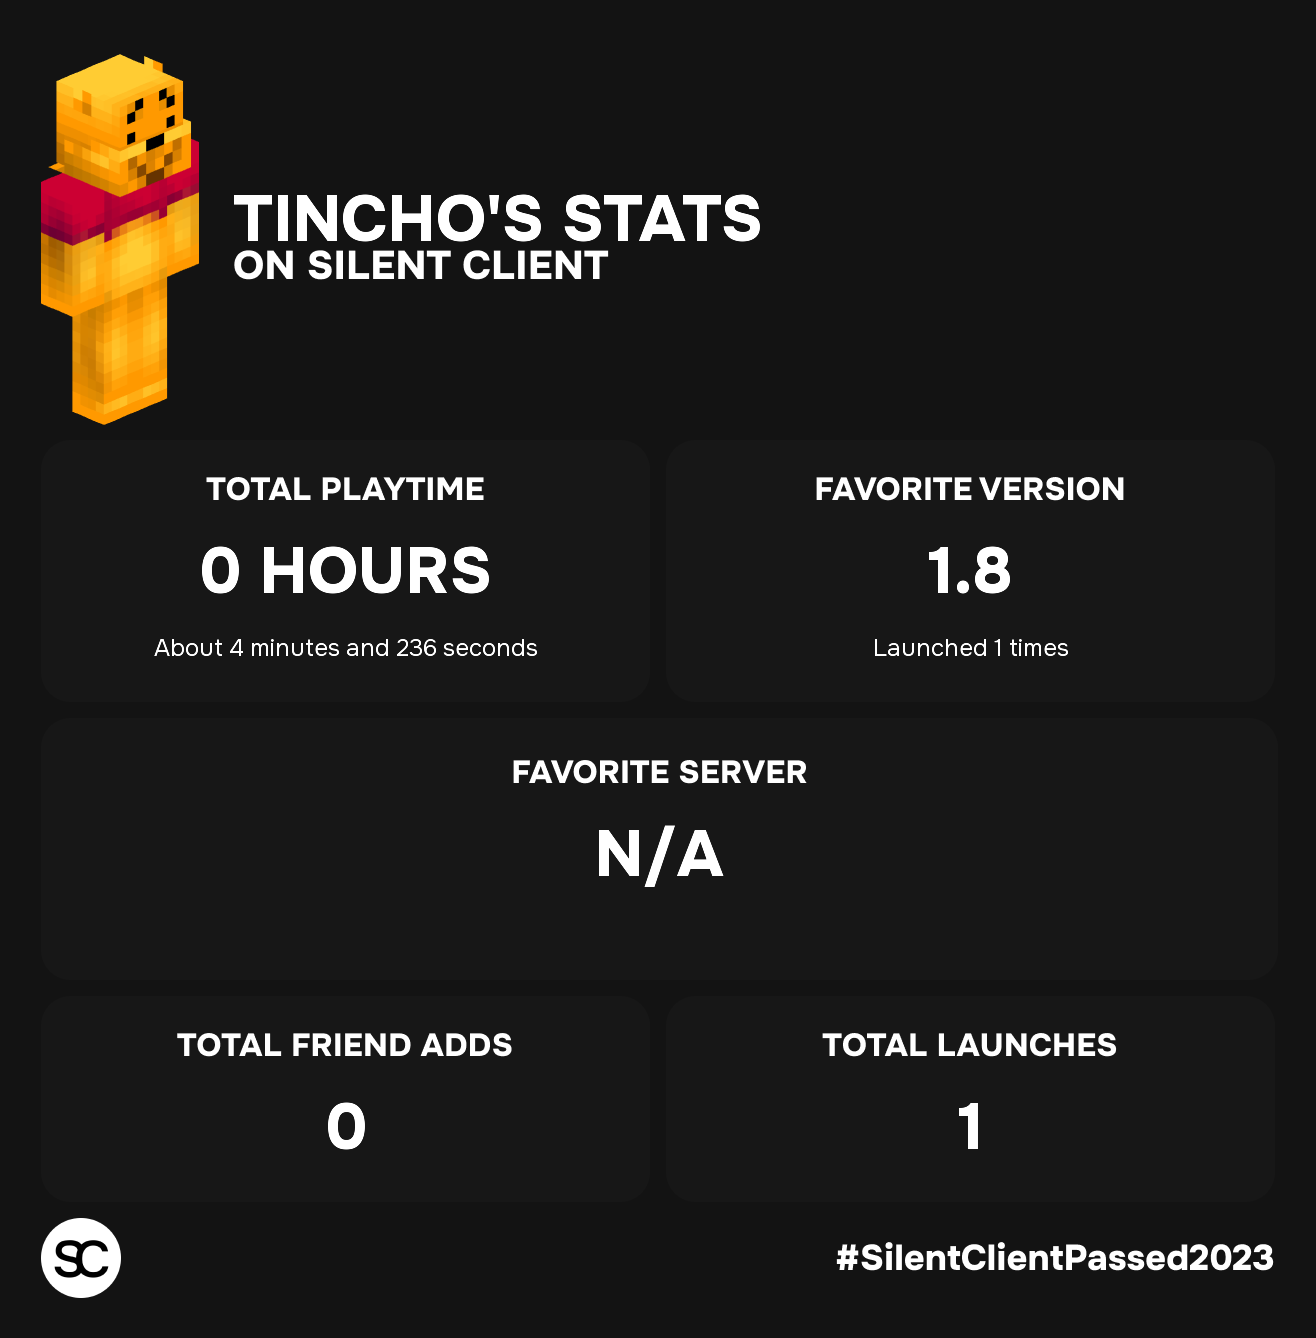 TINCHO'S STATS
ON SILENT CLIENT
TOTAL PLAYTIME
0 HOURS
About 4 minutes and 236 seconds
FAVORITE VERSION
1.8
Launched 1 times
FAVORITE SERVER
N/A
TOTAL FRIEND ADDS
0
TOTAL LAUNCHES
1
SC
#SilentClientPassed2023